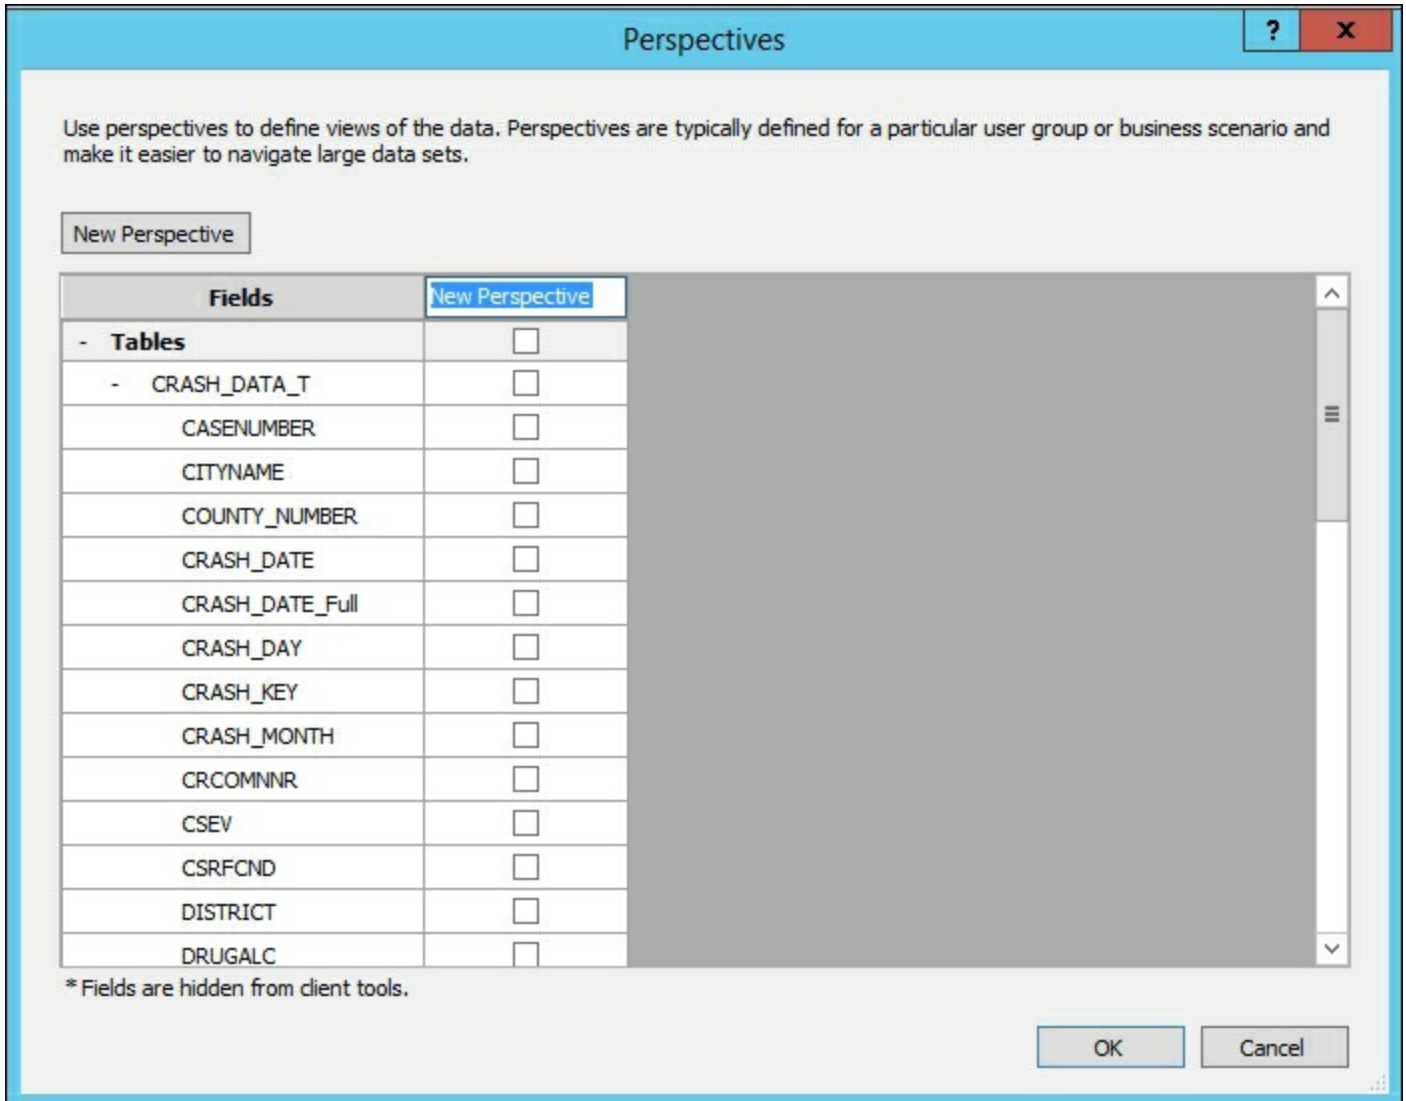 Perspectives
?
x
Use perspectives to define views of the data. Perspectives are typically defined for a particular user group or business scenario and
make it easier to navigate large data sets.
New Perspective
Fields New Perspective
- Tables
- CRASH_DATA_T
CASENUMBER
CITYNAME
COUNTY_NUMBER
CRASH_DATE
CRASH_DATE_Full
CRASH_DAY
CRASH_KEY
CRASH_MONTH
CRCOMNNR
CSEV
CSRFCND
DISTRICT
DRUGALC
* Fields are hidden from client tools.
OK Cancel